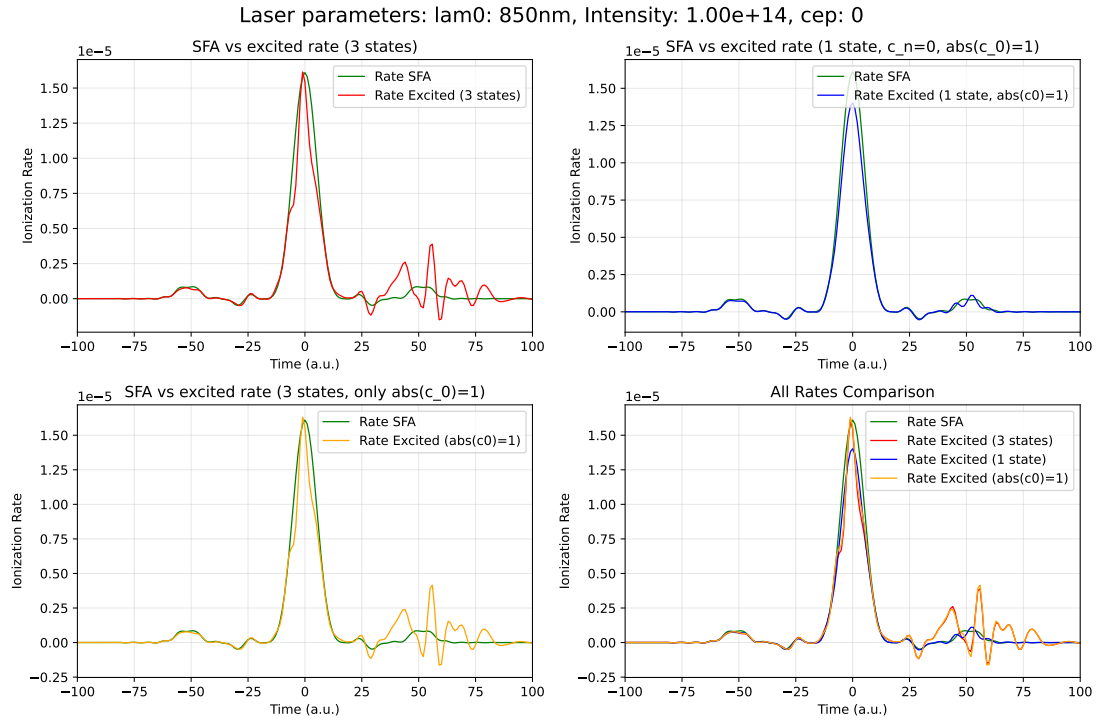 Laser parameters: lam0: 850nm, Intensity: 1.00e+14, cep: 0
SFA vs excited rate (3 states)
1e−5
Rate SFA
Rate Excited (3 states)
1.50
1.25
1.00
0.75
0.50
0.25
0.00
Ionization Rate
−100
−75
−50
−25
0
25
50
75
100
Time (a.u.)
SFA vs excited rate (1 state, c_n=0, abs(c_0)=1)
1e−5
Rate SFA
Rate Excited (1 state, abs(c0)=1)
1.50
1.25
1.00
0.75
0.50
0.25
0.00
Ionization Rate
−100
−75
−50
−25
0
25
50
75
100
Time (a.u.)
SFA vs excited rate (3 states, only abs(c_0)=1)
1e−5
Rate SFA
Rate Excited (abs(c0)=1)
1.50
1.25
1.00
0.75
0.50
0.25
0.00
−0.25
Ionization Rate
−100
−75
−50
−25
0
25
50
75
100
Time (a.u.)
All Rates Comparison
1e−5
Rate SFA
Rate Excited (3 states)
Rate Excited (1 state)
Rate Excited (abs(c0)=1)
1.50
1.25
1.00
0.75
0.50
0.25
0.00
−0.25
Ionization Rate
−100
−75
−50
−25
0
25
50
75
100
Time (a.u.)